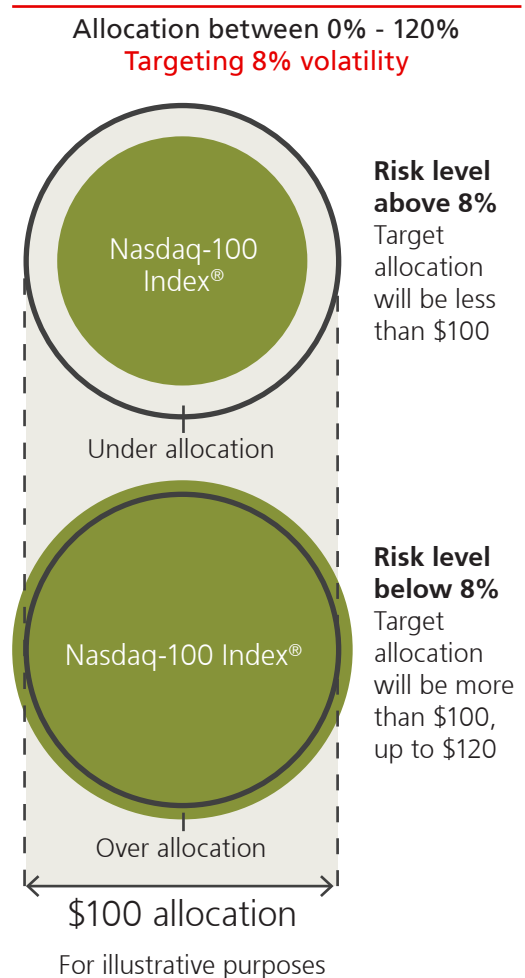 Allocation between 0% - 120%
Targeting 8% volatility
Nasdaq-100
Index®
Risk level
above 8%
Target
allocation
will be less
than $100
Under allocation
Nasdaq-100 Index®
Risk level
below 8%
Target
allocation
will be more
than $100,
up to $120
Over allocation
$100 allocation
For illustrative purposes